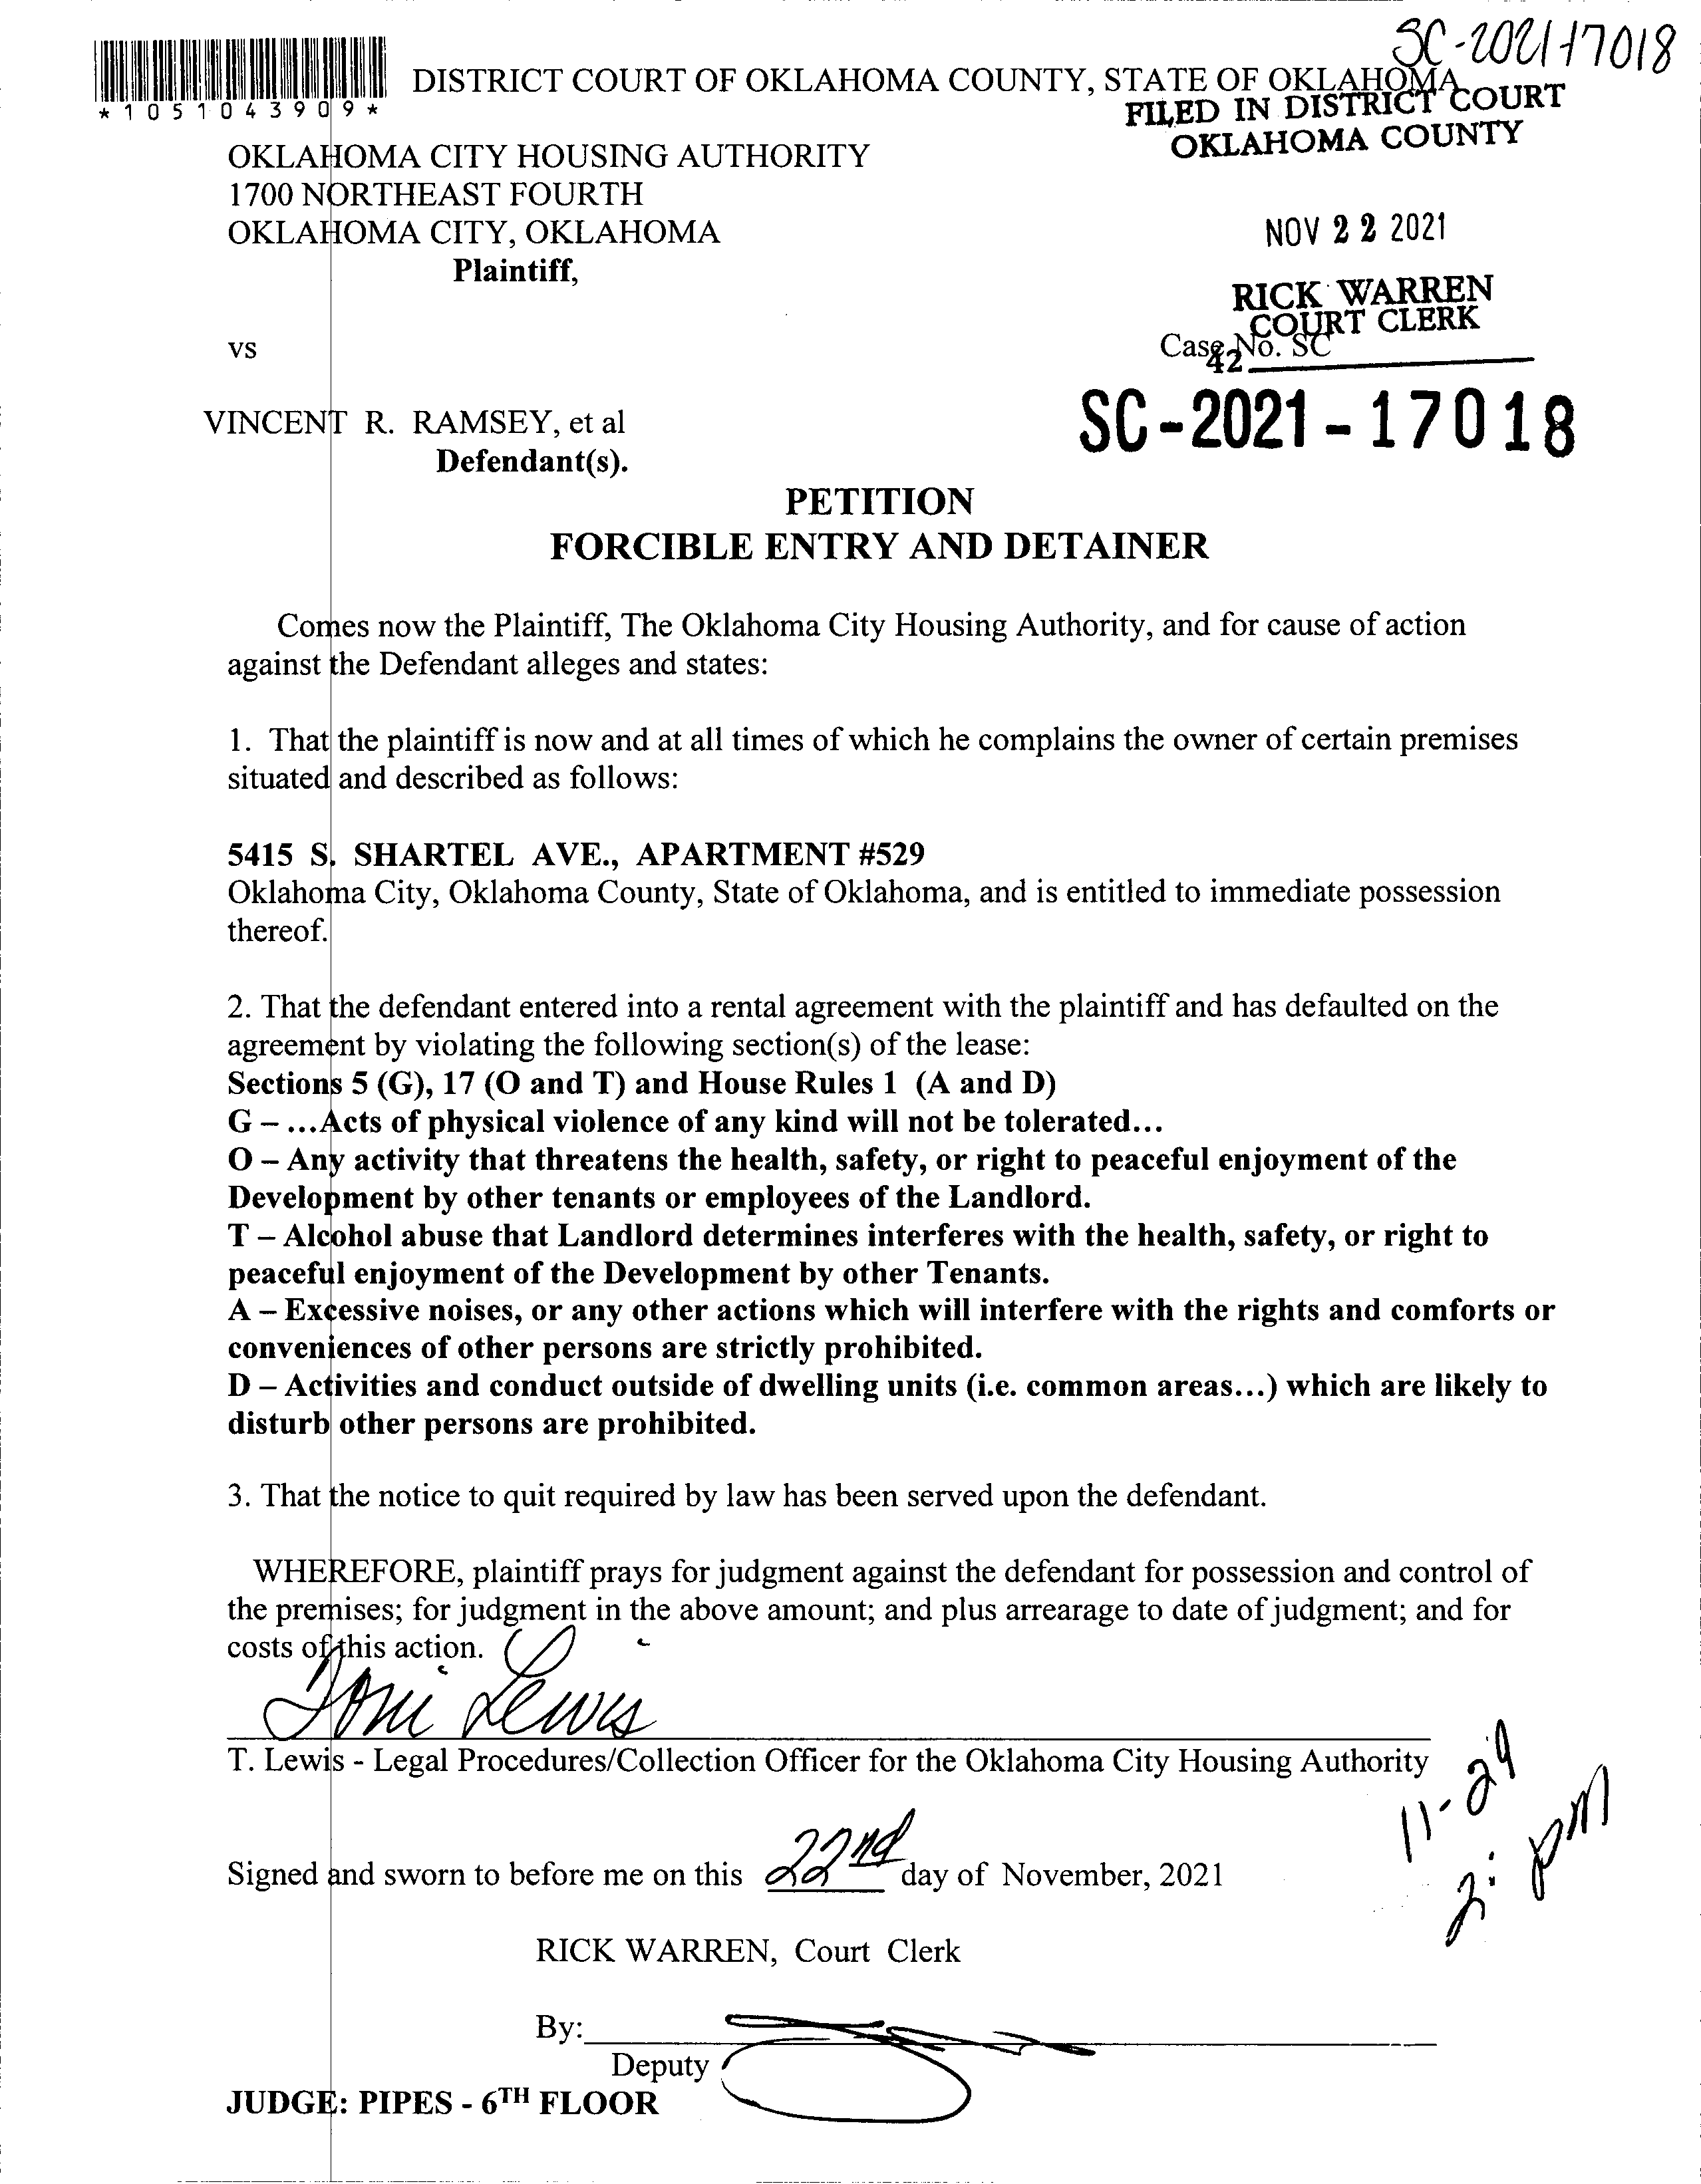 SC-2021-17018
DISTRICT COURT OF OKLAHOMA COUNTY, STATE OF OKLAHOMA
*1051043909*
FILED IN DISTRICT COURT
OKLAHOMA COUNTY
OKLAHOMA CITY HOUSING AUTHORITY
1700 NORTHEAST FOURTH
OKLAHOMA CITY, OKLAHOMA
Plaintiff,
NOV 22 2021
RICK WARREN
COURT CLERK
vs
Case No. SC
42
VINCENT R. RAMSEY, et al
Defendant(s).
SC-2021-17018
PETITION
FORCIBLE ENTRY AND DETAINER
Comes now the Plaintiff, The Oklahoma City Housing Authority, and for cause of action
against the Defendant alleges and states:
1. That the plaintiff is now and at all times of which he complains the owner of certain premises
situated and described as follows:
5415 S. SHARTEL AVE., APARTMENT #529
Oklahoma City, Oklahoma County, State of Oklahoma, and is entitled to immediate possession
thereof.
2. That the defendant entered into a rental agreement with the plaintiff and has defaulted on the
agreement by violating the following section(s) of the lease:
Sections 5 (G), 17 (O and T) and House Rules 1 (A and D)
G – …Acts of physical violence of any kind will not be tolerated…
O – Any activity that threatens the health, safety, or right to peaceful enjoyment of the
Development by other tenants or employees of the Landlord.
T – Alcohol abuse that Landlord determines interferes with the health, safety, or right to
peaceful enjoyment of the Development by other Tenants.
A – Excessive noises, or any other actions which will interfere with the rights and comforts or
conveniences of other persons are strictly prohibited.
D – Activities and conduct outside of dwelling units (i.e. common areas…) which are likely to
disturb other persons are prohibited.
3. That the notice to quit required by law has been served upon the defendant.
WHEREFORE, plaintiff prays for judgment against the defendant for possession and control of
the premises; for judgment in the above amount; and plus arrearage to date of judgment; and for
costs of this action.
Toni Lewis
T. Lewis - Legal Procedures/Collection Officer for the Oklahoma City Housing Authority
11-29
2: pm
Signed and sworn to before me on this 22nd day of November, 2021
RICK WARREN, Court Clerk
By:
Deputy
JUDGE: PIPES - 6TH FLOOR